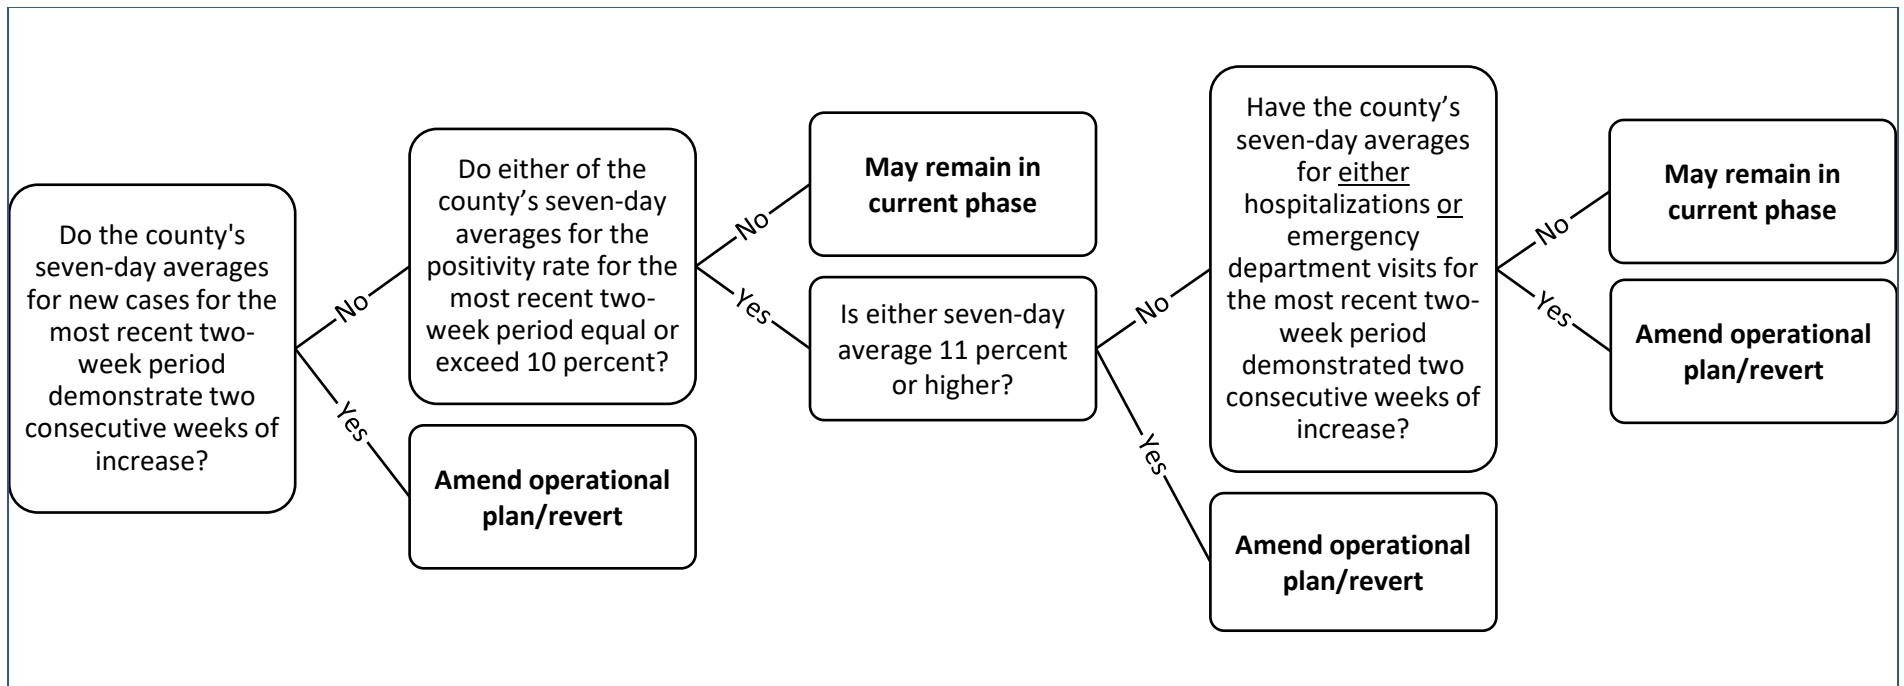 Do the county's
seven-day averages
for new cases for the
most recent two-
week period
demonstrate two
consecutive weeks of
increase?
No
Yes
Do either of the
county’s seven-day
averages for the
positivity rate for the
most recent two-
week period equal or
exceed 10 percent?
Amend operational
plan/revert
No
Yes
May remain in
current phase
Is either seven-day
average 11 percent
or higher?
No
Yes
Have the county’s
seven-day averages
for either
hospitalizations or
emergency
department visits for
the most recent two-
week period
demonstrated two
consecutive weeks of
increase?
Amend operational
plan/revert
No
Yes
May remain in
current phase
Amend operational
plan/revert